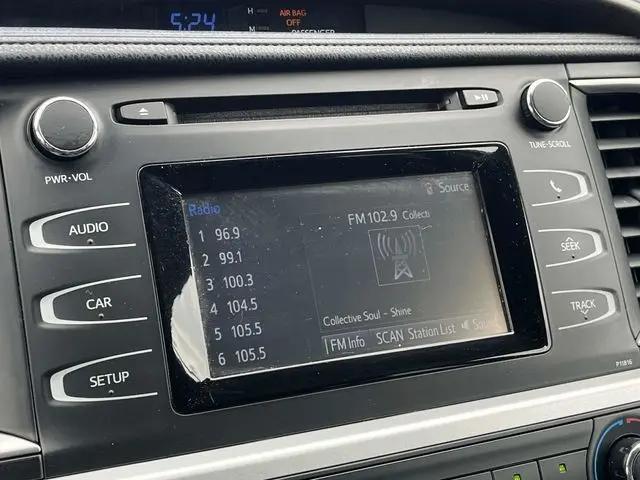 5:24
H
AIR BAG
OFF
M
PASSENGER
PWR·VOL
TUNE·SCROLL
AUDIO
CAR
SETUP
SEEK
TRACK
Radio
Source
FM 102.9 Collecti
1 96.9
2 99.1
3 100.3
4 104.5
5 105.5
6 105.5
Collective Soul - Shine
FM Info SCAN Station List
P11816